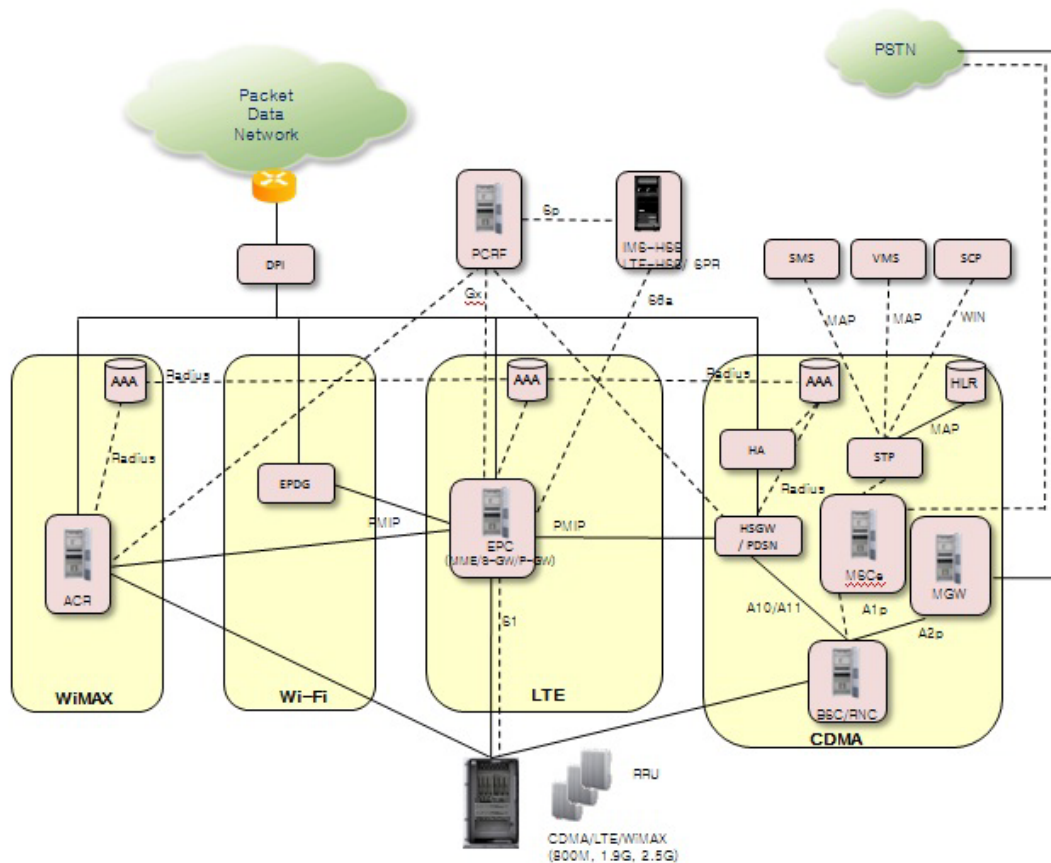 PSTN
Packet
Data
Network
Sp
PCRF
IMS-HSS
LTE-HSS/ SPR
DPI
SMS
VMS
SCP
Gx
S6a
MAP
MAP
WIN
AAA
Radius
AAA
Radius
AAA
HLR
MAP
HA
STP
Radius
EPDG
Radius
PMIP
PMIP
EPC
(MME/S-GW/P-GW)
HSGW
/ PDSN
MSCe
MGW
ACR
A10/A11
A1p
A2p
S1
BSC/RNC
WiMAX
Wi-Fi
LTE
CDMA
RRU
CDMA/LTE/WiMAX
(800M, 1.9G, 2.5G)